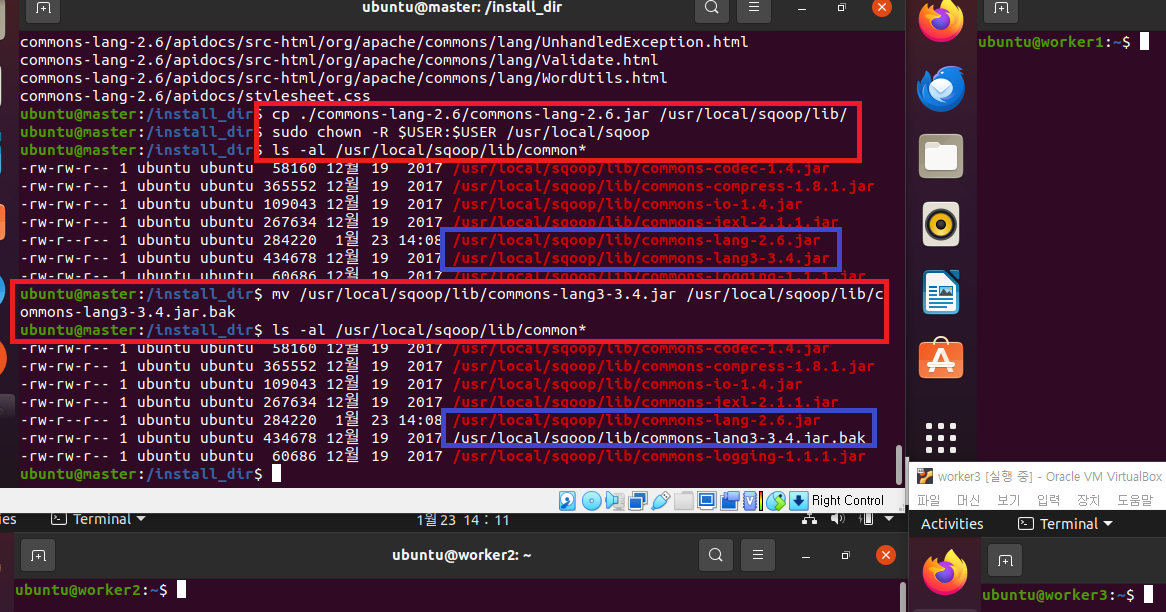 ubuntu@master: /install_dir
commons-lang-2.6/apidocs/src-html/org/apache/commons/lang/UnhandledException.html
commons-lang-2.6/apidocs/src-html/org/apache/commons/lang/Validate.html
commons-lang-2.6/apidocs/src-html/org/apache/commons/lang/WordUtils.html
commons-lang-2.6/apidocs/stylesheet.css
ubuntu@master:/install_dir$ cp ./commons-lang-2.6/commons-lang-2.6.jar /usr/local/sqoop/lib/
ubuntu@master:/install_dir$ sudo chown -R $USER:$USER /usr/local/sqoop
ubuntu@master:/install_dir$ ls -al /usr/local/sqoop/lib/common*
-rw-rw-r-- 1 ubuntu ubuntu  58160 12월 19  2017 /usr/local/sqoop/lib/commons-codec-1.4.jar
-rw-rw-r-- 1 ubuntu ubuntu 365552 12월 19  2017 /usr/local/sqoop/lib/commons-compress-1.8.1.jar
-rw-rw-r-- 1 ubuntu ubuntu 109043 12월 19  2017 /usr/local/sqoop/lib/commons-io-1.4.jar
-rw-rw-r-- 1 ubuntu ubuntu 267634 12월 19  2017 /usr/local/sqoop/lib/commons-jexl-2.1.1.jar
-rw-r--r-- 1 ubuntu ubuntu 284220  1월 23 14:08 /usr/local/sqoop/lib/commons-lang-2.6.jar
-rw-rw-r-- 1 ubuntu ubuntu 434678 12월 19  2017 /usr/local/sqoop/lib/commons-lang3-3.4.jar
-rw-rw-r-- 1 ubuntu ubuntu  60686 12월 19  2017 /usr/local/sqoop/lib/commons-logging-1.1.1.jar
ubuntu@master:/install_dir$ mv /usr/local/sqoop/lib/commons-lang3-3.4.jar /usr/local/sqoop/lib/c
ommons-lang3-3.4.jar.bak
ubuntu@master:/install_dir$ ls -al /usr/local/sqoop/lib/common*
-rw-rw-r-- 1 ubuntu ubuntu  58160 12월 19  2017 /usr/local/sqoop/lib/commons-codec-1.4.jar
-rw-rw-r-- 1 ubuntu ubuntu 365552 12월 19  2017 /usr/local/sqoop/lib/commons-compress-1.8.1.jar
-rw-rw-r-- 1 ubuntu ubuntu 109043 12월 19  2017 /usr/local/sqoop/lib/commons-io-1.4.jar
-rw-rw-r-- 1 ubuntu ubuntu 267634 12월 19  2017 /usr/local/sqoop/lib/commons-jexl-2.1.1.jar
-rw-r--r-- 1 ubuntu ubuntu 284220  1월 23 14:08 /usr/local/sqoop/lib/commons-lang-2.6.jar
-rw-rw-r-- 1 ubuntu ubuntu 434678 12월 19  2017 /usr/local/sqoop/lib/commons-lang3-3.4.jar.bak
-rw-rw-r-- 1 ubuntu ubuntu  60686 12월 19  2017 /usr/local/sqoop/lib/commons-logging-1.1.1.jar
ubuntu@master:/install_dir$
Right Control
ies Terminal 1월 23 14 : 11
ubuntu@worker2: ~
ubuntu@worker2:~$
ubuntu@worker1:~$
worker3 [실행 중] - Oracle VM VirtualBox
파일 머신 보기 입력 장치 도움말
Activities Terminal
ubuntu@worker3:~$